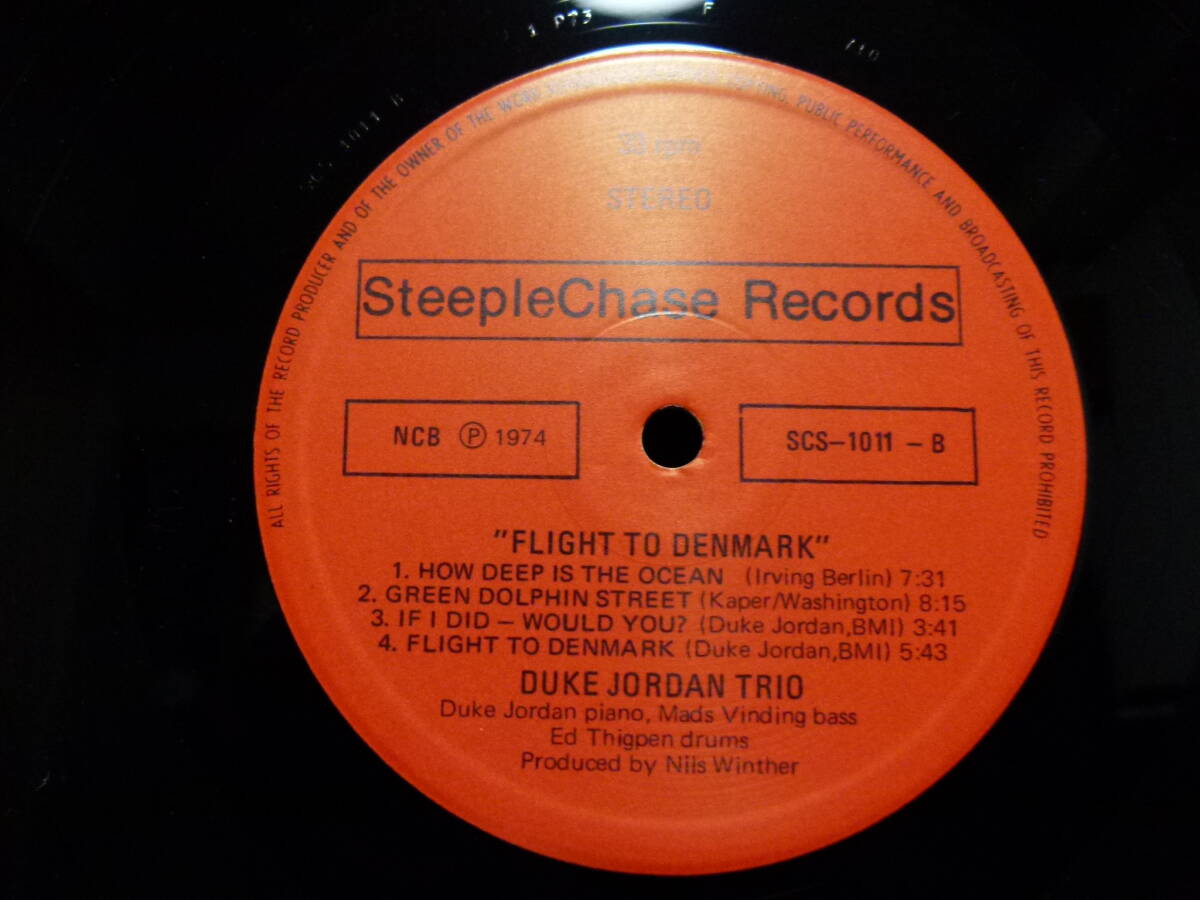 P73 F
710
SCS 1011 B
ALL RIGHTS OF THE RECORD PRODUCER AND OF THE OWNER OF THE WORK PUBLIC PERFORMANCE AND BROADCASTING OF THIS RECORD PROHIBITED
33 rpm
STEREO
SteepleChase Records
NCB Ⓟ 1974
SCS–1011 – B
"FLIGHT TO DENMARK"
1. HOW DEEP IS THE OCEAN (Irving Berlin) 7:31
2. GREEN DOLPHIN STREET (Kaper/Washington) 8:15
3. IF I DID – WOULD YOU? (Duke Jordan,BMI) 3:41
4. FLIGHT TO DENMARK (Duke Jordan,BMI) 5:43
DUKE JORDAN TRIO
Duke Jordan piano, Mads Vinding bass
Ed Thigpen drums
Produced by Nils Winther